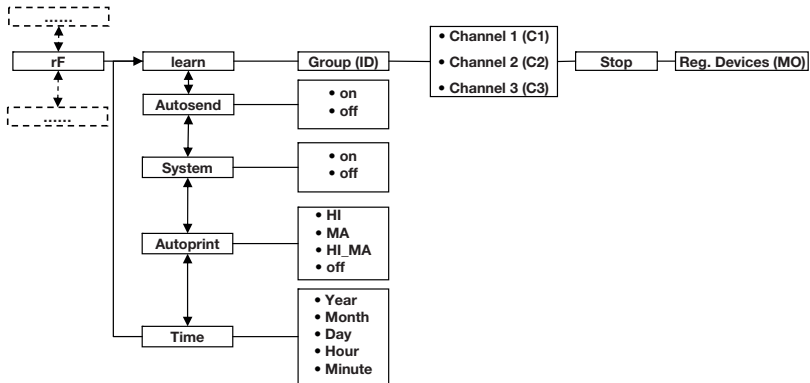 ......
rF
......
learn
Group (ID)
• Channel 1 (C1)
• Channel 2 (C2)
• Channel 3 (C3)
Stop
Reg. Devices (MO)
Autosend
• on
• off
System
• on
• off
Autoprint
• HI
• MA
• HI_MA
• off
Time
• Year
• Month
• Day
• Hour
• Minute